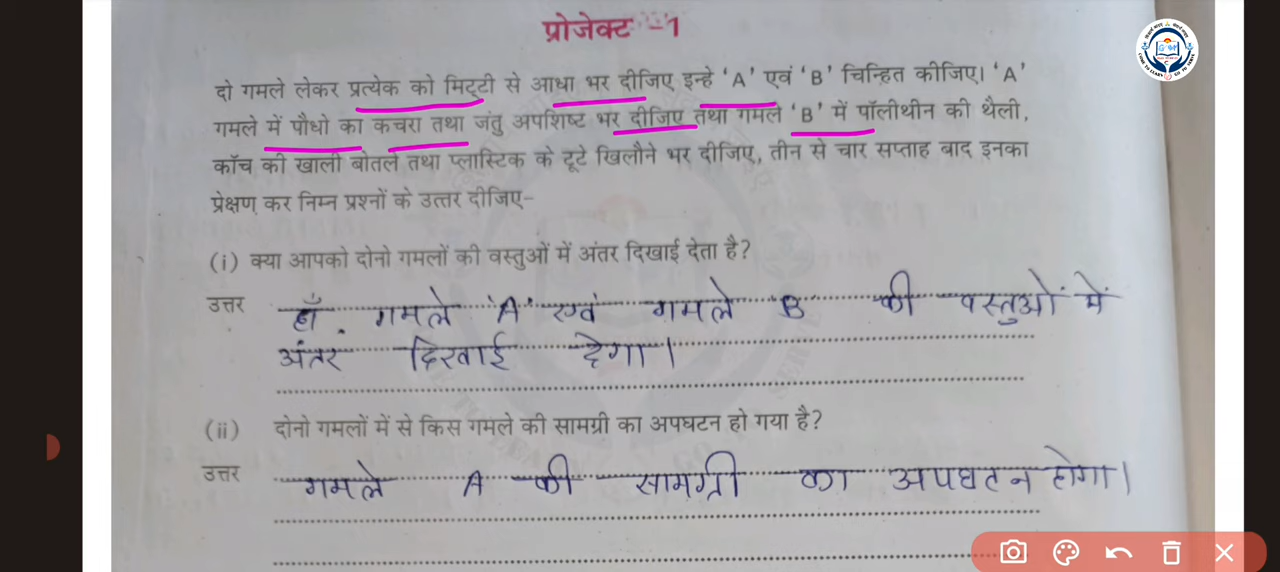 प्रोजेक्ट -1
दो गमले लेकर प्रत्येक को मिट्टी से आधा भर दीजिए इन्हे 'A' एवं 'B' चिन्हित कीजिए। 'A'
गमले में पौधो का कचरा तथा जंतु अपशिष्ट भर दीजिए तथा गमले 'B' में पॉलीथीन की थैली,
कॉच की खाली बोतले तथा प्लास्टिक के टूटे खिलौने भर दीजिए, तीन से चार सप्ताह बाद इनका
प्रेक्षण कर निम्न प्रश्नों के उत्तर दीजिए-
(i) क्या आपको दोनो गमलों की वस्तुओं में अंतर दिखाई देता है?
उत्तर हाँ. गमले 'A' एवं गमले 'B' की वस्तुओं में
अंतर दिखाई देगा।
(ii) दोनो गमलों में से किस गमले की सामग्री का अपघटन हो गया है?
उत्तर गमले A की सामग्री का अपघटन होगा।